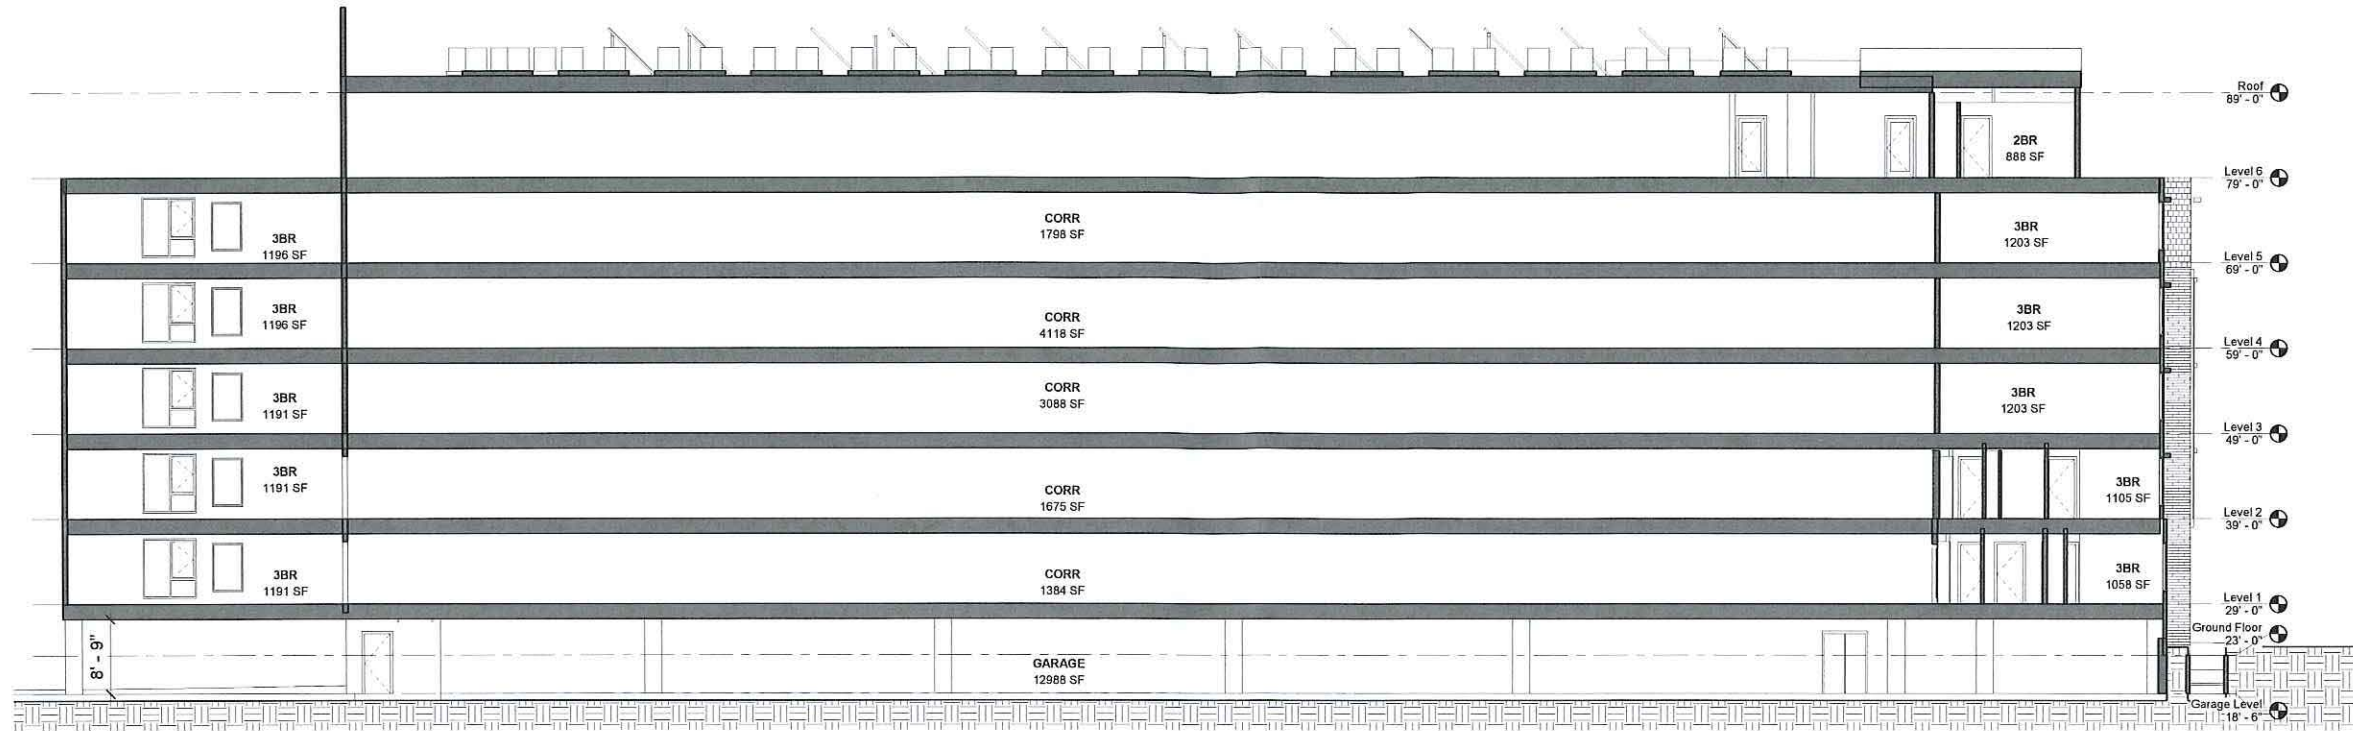 Roof
89' - 0"
2BR
888 SF
Level 6
79' - 0"
3BR
1196 SF
CORR
1798 SF
3BR
1203 SF
Level 5
69' - 0"
3BR
1196 SF
CORR
4118 SF
3BR
1203 SF
Level 4
59' - 0"
3BR
1191 SF
CORR
3088 SF
3BR
1203 SF
Level 3
49' - 0"
3BR
1191 SF
CORR
1675 SF
3BR
1105 SF
Level 2
39' - 0"
3BR
1191 SF
CORR
1384 SF
3BR
1058 SF
Level 1
29' - 0"
Ground Floor
23' - 0"
8' - 9"
GARAGE
12988 SF
Garage Level
18' - 6"